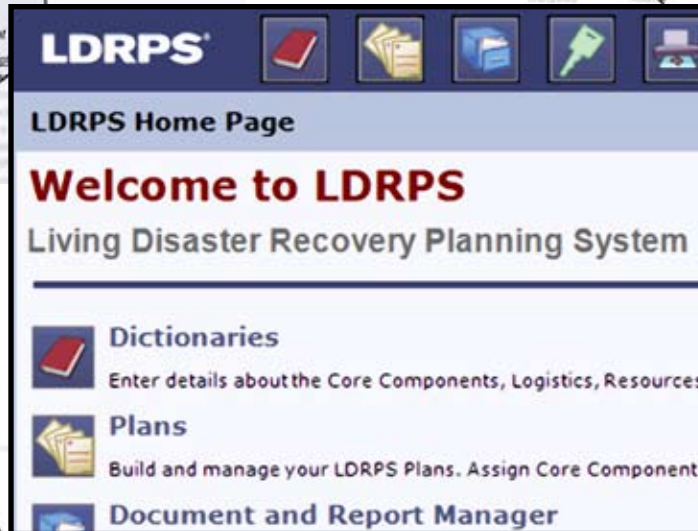 LDRPS®
LDRPS Home Page
Welcome to LDRPS
Living Disaster Recovery Planning System
Dictionaries
Enter details about the Core Components, Logistics, Resources
Plans
Build and manage your LDRPS Plans. Assign Core Component
Document and Report Manager